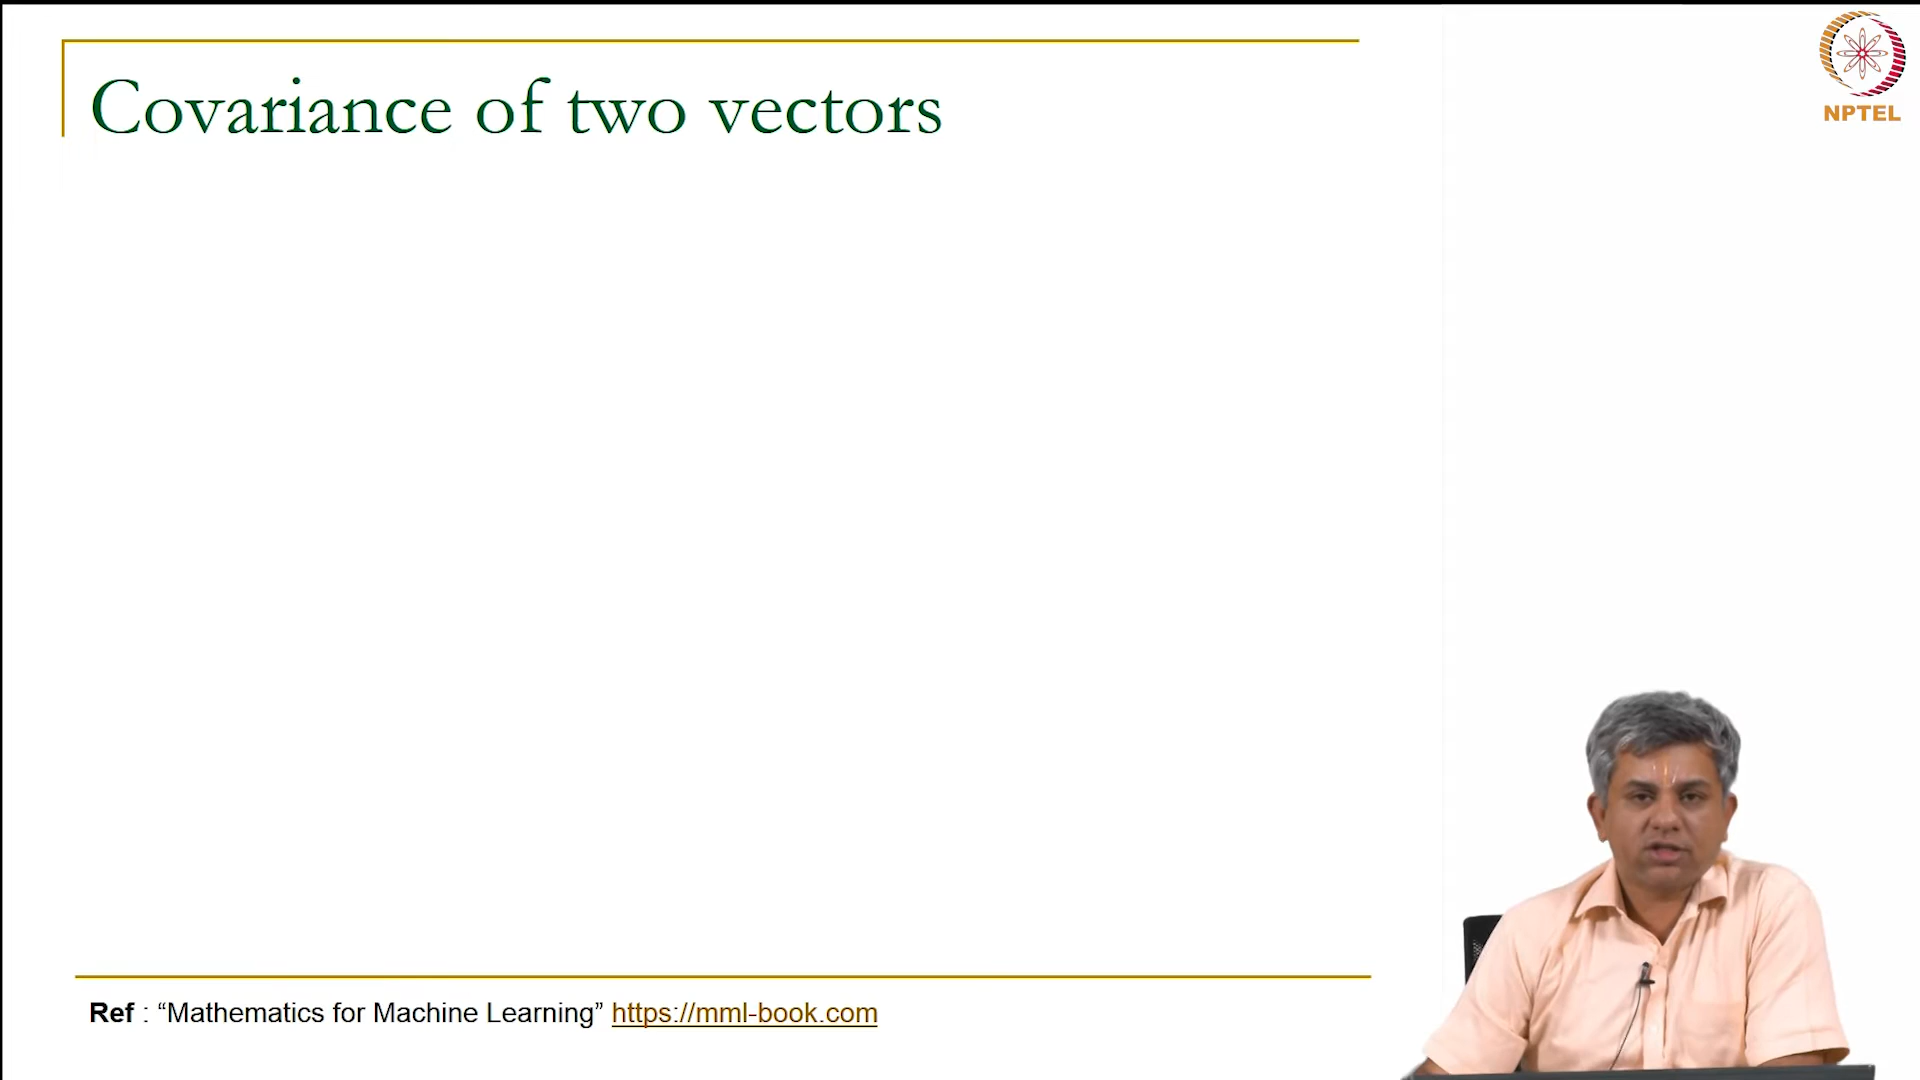 Covariance of two vectors
NPTEL
Ref : “Mathematics for Machine Learning” https://mml-book.com